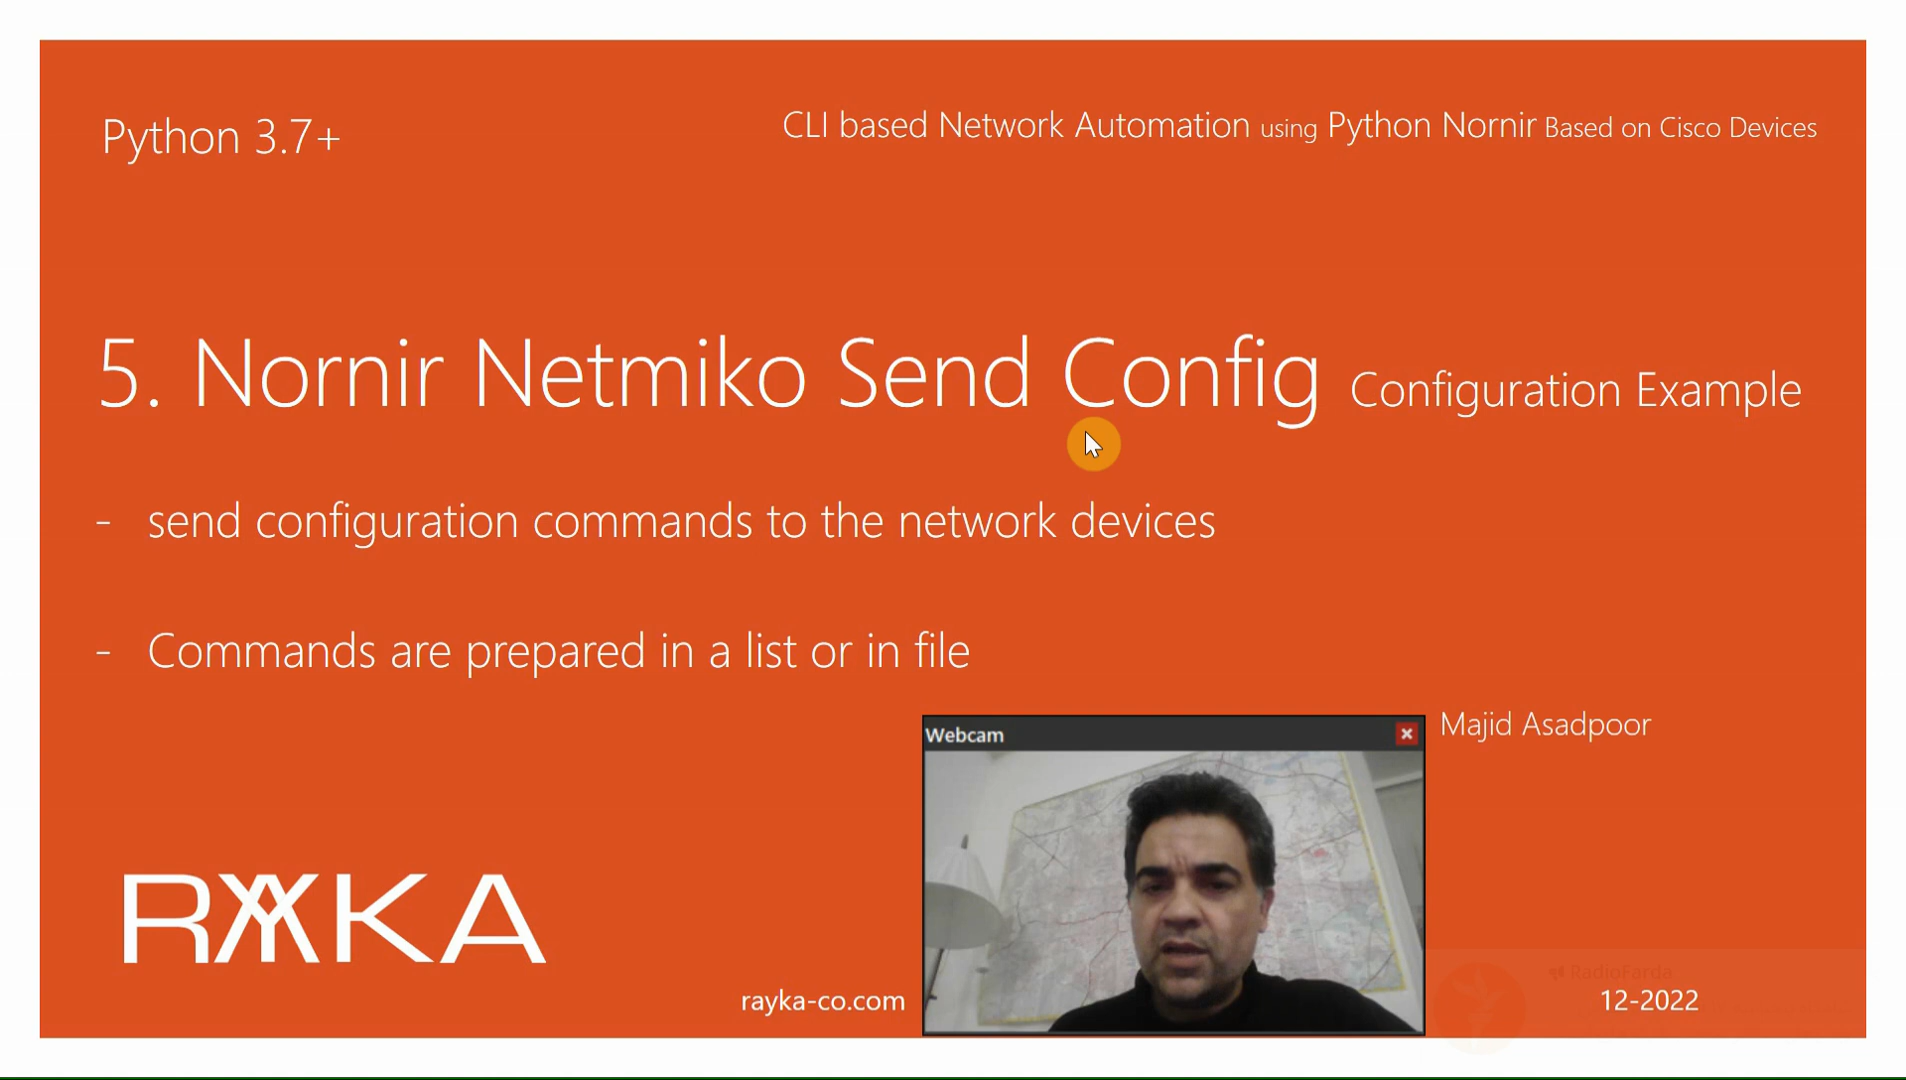 Python 3.7+
CLI based Network Automation using Python Nornir Based on Cisco Devices
5. Nornir Netmiko Send Config Configuration Example
- send configuration commands to the network devices
- Commands are prepared in a list or in file
Webcam
Majid Asadpoor
RAYKA
rayka-co.com
RadioFarda
12-2022